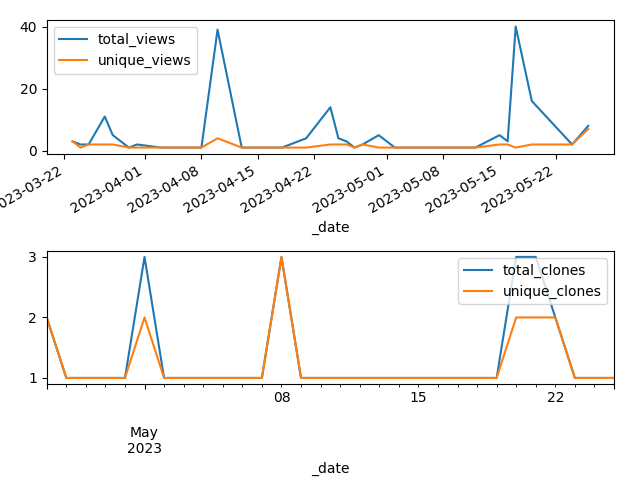 40
20
0
total_views
unique_views
023-03-22
2023-04-01
2023-04-08
2023-04-15
2023-04-22
2023-05-01
2023-05-08
2023-05-15
2023-05-22
_date
3
2
1
total_clones
unique_clones
08
15
22
May
2023
_date